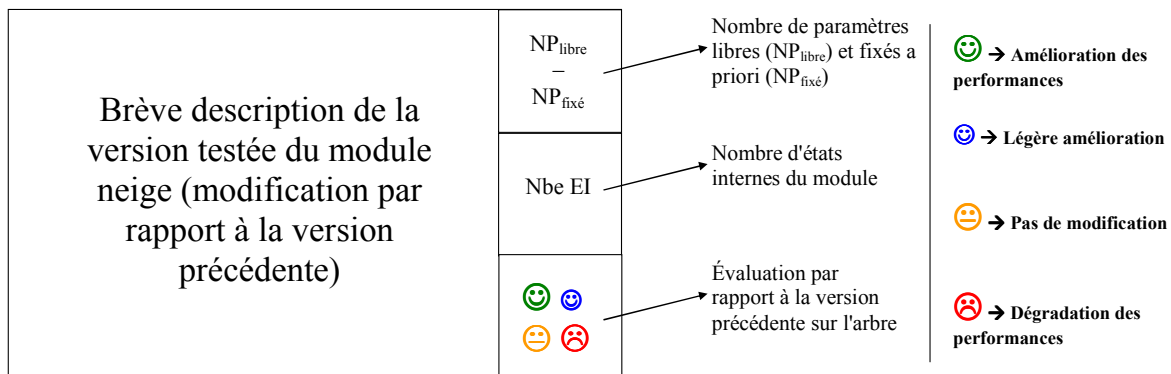 Brève description de la
version testée du module
neige (modification par
rapport à la version
précédente)
NPlibre
–
NPfixé
Nbe EI
Nombre de paramètres
libres (NPlibre) et fixés a
priori (NPfixé)
Nombre d'états
internes du module
Évaluation par
rapport à la version
précédente sur l'arbre
→ Amélioration des
performances
→ Légère amélioration
→ Pas de modification
→ Dégradation des
performances